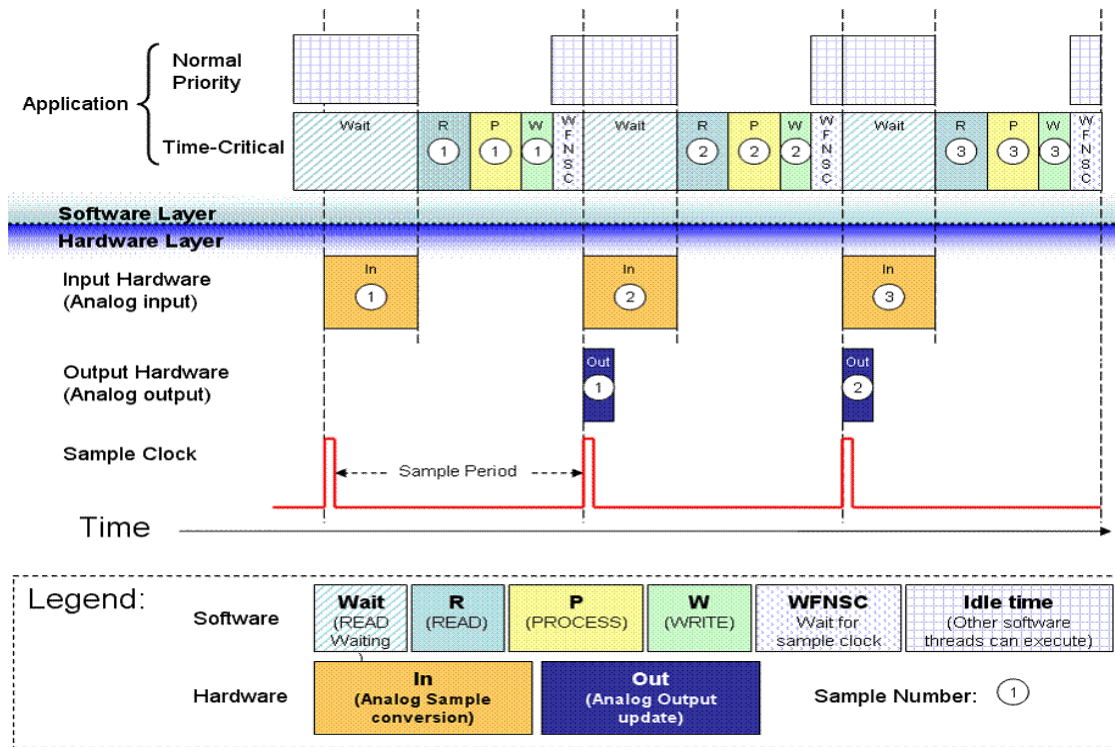 Normal
Priority
Application
Time-Critical
Wait
R
1
P
1
W
1
WFNSC
Wait
R
2
P
2
W
2
WFNSC
Wait
R
3
P
3
W
3
WFNSC
Software Layer
Hardware Layer
Input Hardware
(Analog input)
In
1
In
2
In
3
Output Hardware
(Analog output)
Out
1
Out
2
Sample Clock
Sample Period
Time
Legend:
Software
Wait
(READ
Waiting
)
R
(READ)
P
(PROCESS)
W
(WRITE)
WFNSC
Wait for
sample clock
Idle time
(Other software
threads can execute)
Hardware
In
(Analog Sample
conversion)
Out
(Analog Output
update)
Sample Number: 1